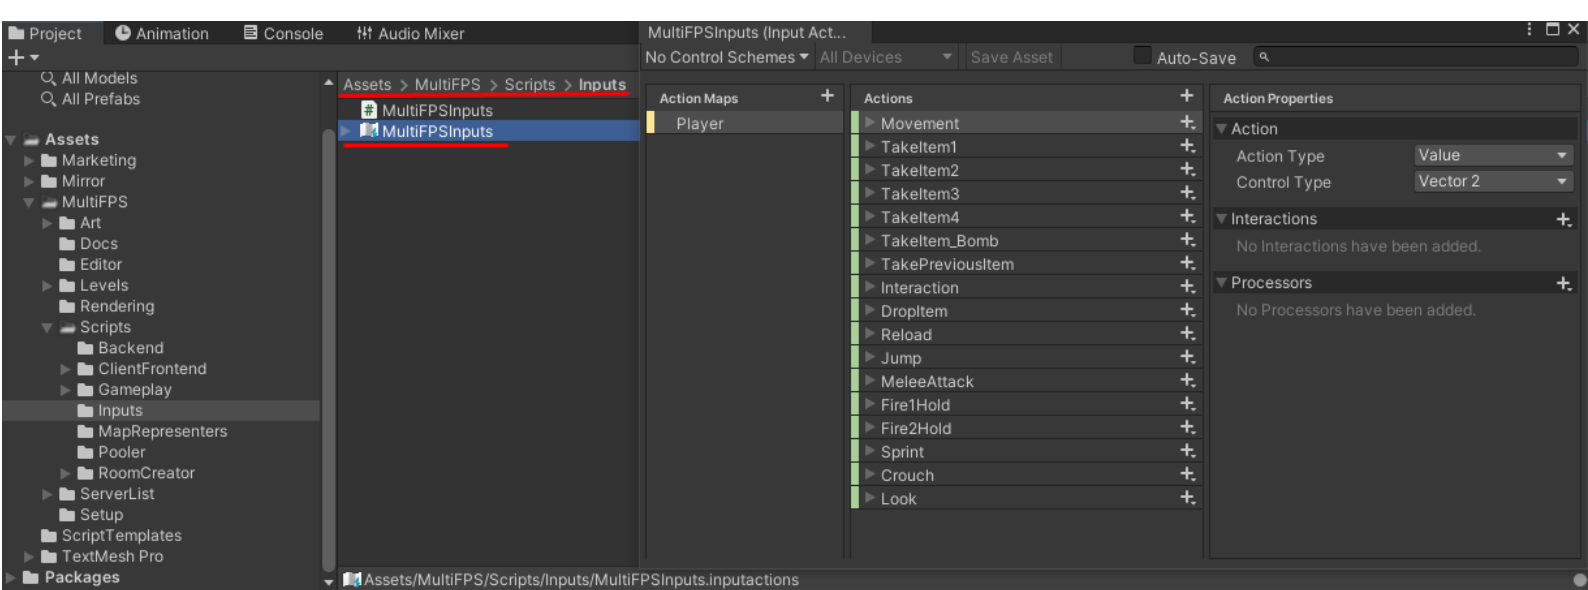 Project
Animation
Console
Audio Mixer
All Models
All Prefabs
Assets
Marketing
Mirror
MultiFPS
Art
Docs
Editor
Levels
Rendering
Scripts
Backend
ClientFrontend
Gameplay
Inputs
MapRepresenters
Pooler
RoomCreator
ServerList
Setup
ScriptTemplates
TextMesh Pro
Packages
Assets > MultiFPS > Scripts > Inputs
MultiFPSInputs
MultiFPSInputs
Assets/MultiFPS/Scripts/Inputs/MultiFPSInputs.inputactions
MultiFPSInputs (Input Act...
No Control Schemes
All Devices
Save Asset
Auto-Save
Action Maps
Player
Actions
Movement
TakeItem1
TakeItem2
TakeItem3
TakeItem4
TakeItem_Bomb
TakePreviousItem
Interaction
DropItem
Reload
Jump
MeleeAttack
Fire1Hold
Fire2Hold
Sprint
Crouch
Look
Action Properties
Action
Action Type Value
Control Type Vector 2
Interactions
No Interactions have been added.
Processors
No Processors have been added.